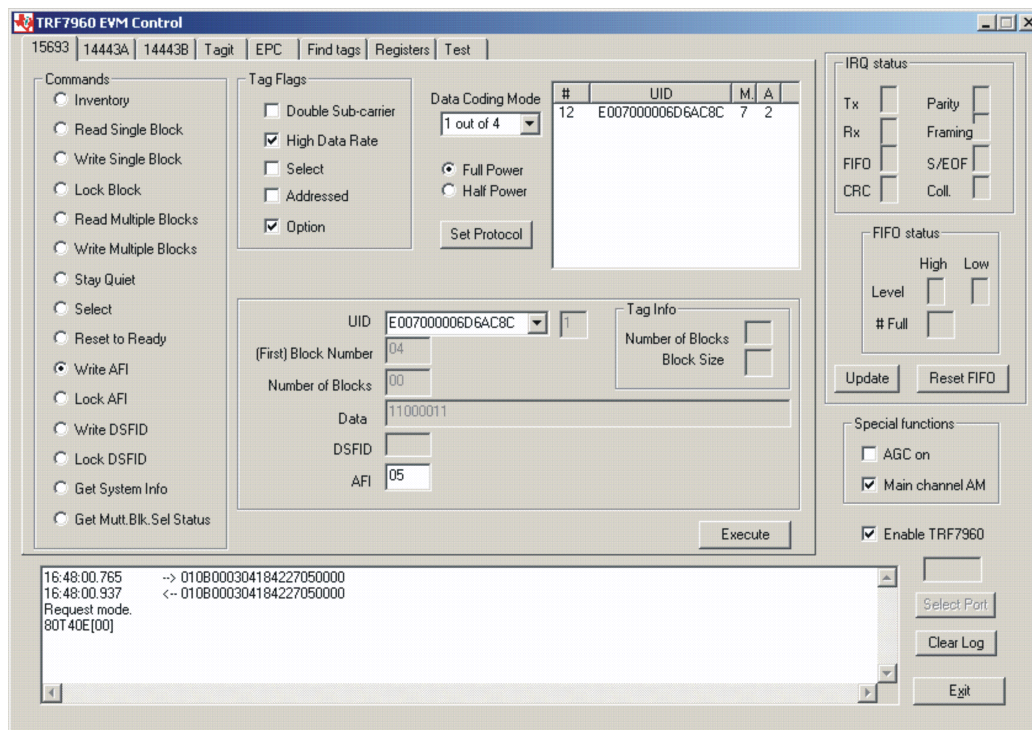 TRF7960 EVM Control
15693 14443A 14443B Tagit EPC Find tags Registers Test
Commands
Inventory
Read Single Block
Write Single Block
Lock Block
Read Multiple Blocks
Write Multiple Blocks
Stay Quiet
Select
Reset to Ready
Write AFI
Lock AFI
Write DSFID
Lock DSFID
Get System Info
Get Mutt.Blk.Sel Status
Tag Flags
Double Sub-carrier
High Data Rate
Select
Addressed
Option
Data Coding Mode
1 out of 4
Full Power
Half Power
Set Protocol
# UID M. A
12 E007000006D6AC8C 7 2
UID E007000006D6AC8C 1
(First) Block Number 04
Number of Blocks 00
Data 11000011
DSFID
AFI 05
Tag Info
Number of Blocks
Block Size
Execute
IRQ status
Tx Parity
Rx Framing
FIFO S/EOF
CRC Coll.
FIFO status
High Low
Level
# Full
Update Reset FIFO
Special functions
AGC on
Main channel AM
Enable TRF7960
Select Port
Clear Log
Exit
16:48:00.765 --> 010B000304184227050000
16:48:00.937 <-- 010B000304184227050000
Request mode.
80T40E[00]